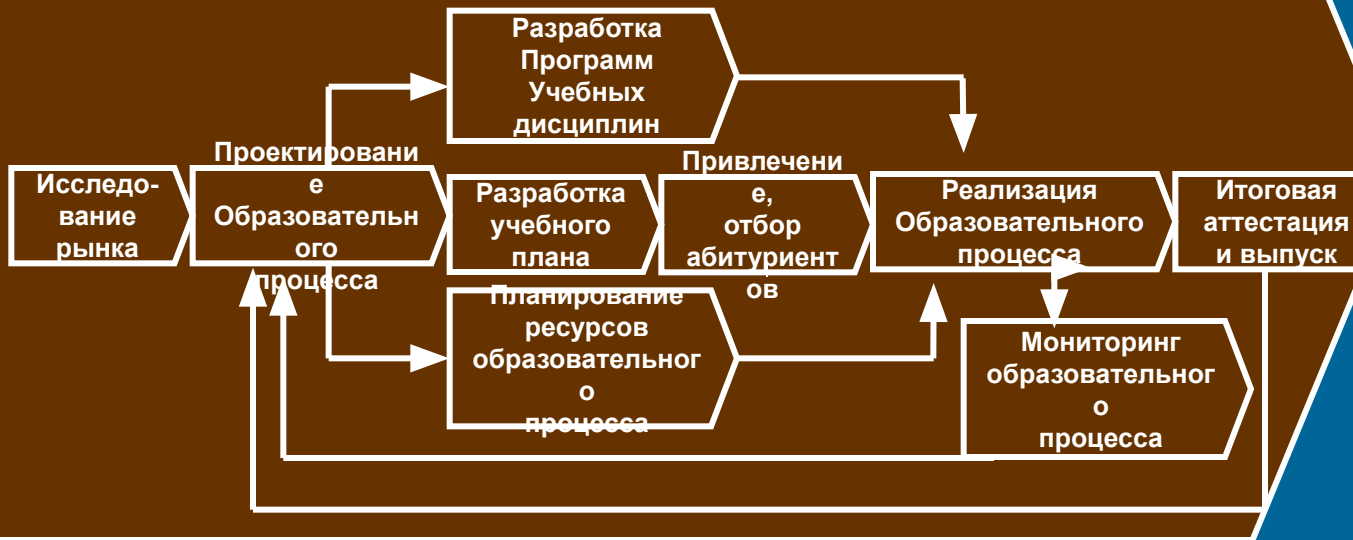 Разработка
Программ
Учебных
дисциплин
Исследо-
вание
рынка
Проектировани
е
Образовательн
ого
процесса
Разработка
учебного
плана
Привлечени
е,
отбор
абитуриент
ов
Реализация
Образовательного
процесса
Итоговая
аттестация
и выпуск
Планирование
ресурсов
образовательног
о
процесса
Мониторинг
образовательног
о
процесса